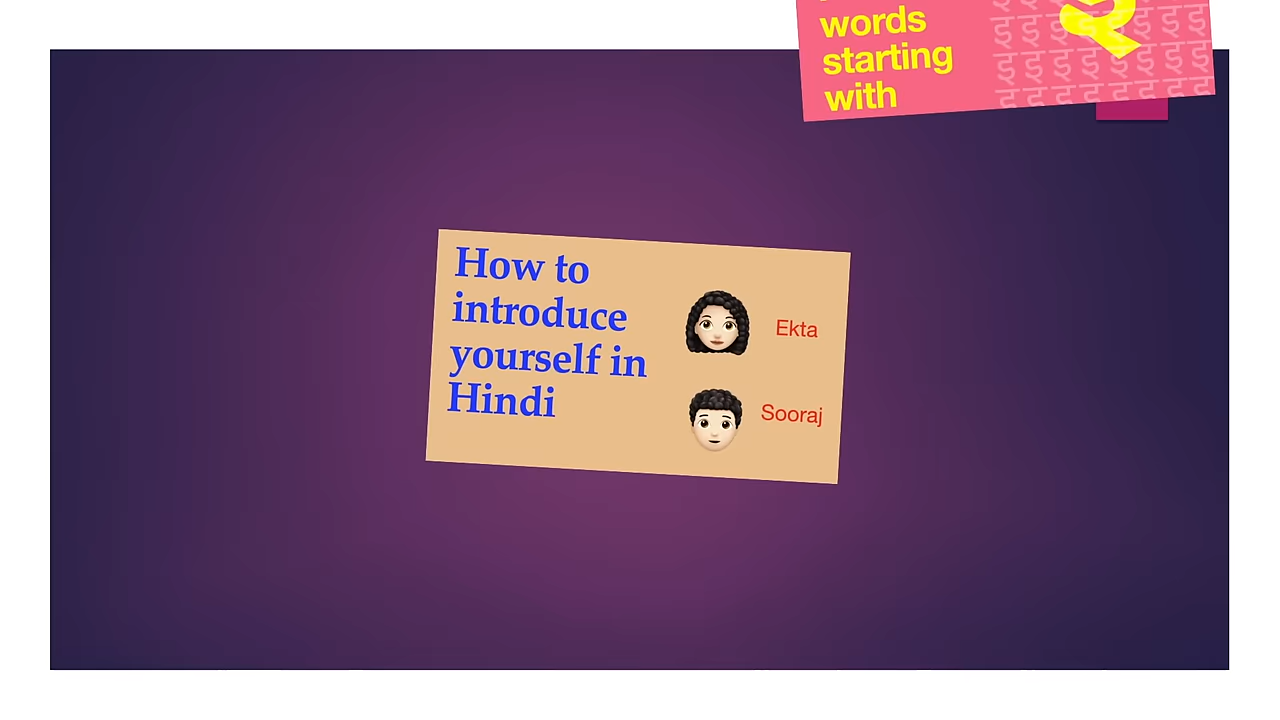 words
starting
with
How to
introduce
yourself in
Hindi
Ekta
Sooraj